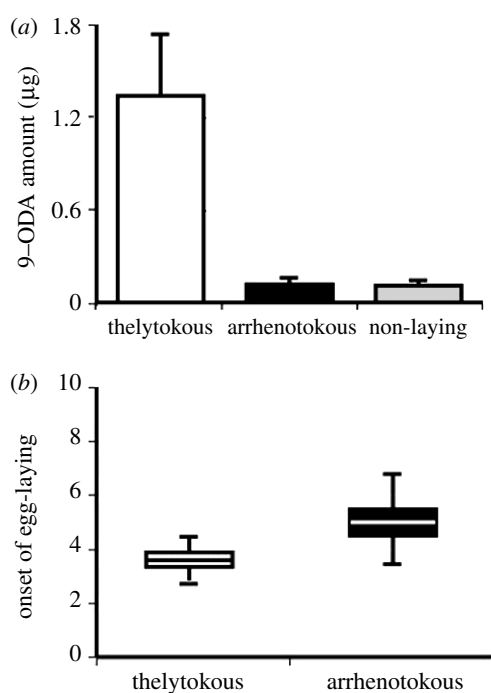 (a)
1.8
1.2
0.6
0
9–ODA amount (µg)
thelytokous arrhenotokous non-laying
(b)
10
8
6
4
2
0
onset of egg-laying
thelytokous arrhenotokous